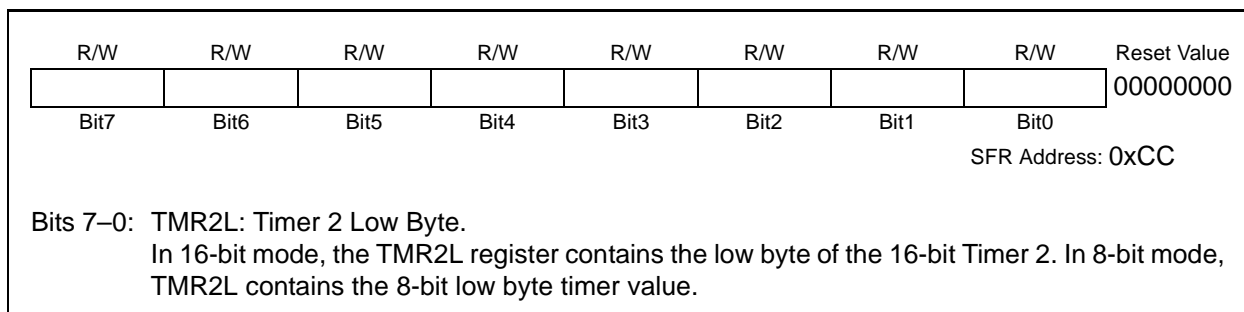 R/W R/W R/W R/W R/W R/W R/W R/W Reset Value
00000000
Bit7 Bit6 Bit5 Bit4 Bit3 Bit2 Bit1 Bit0
SFR Address: 0xCC
Bits 7–0: TMR2L: Timer 2 Low Byte.
In 16-bit mode, the TMR2L register contains the low byte of the 16-bit Timer 2. In 8-bit mode,
TMR2L contains the 8-bit low byte timer value.